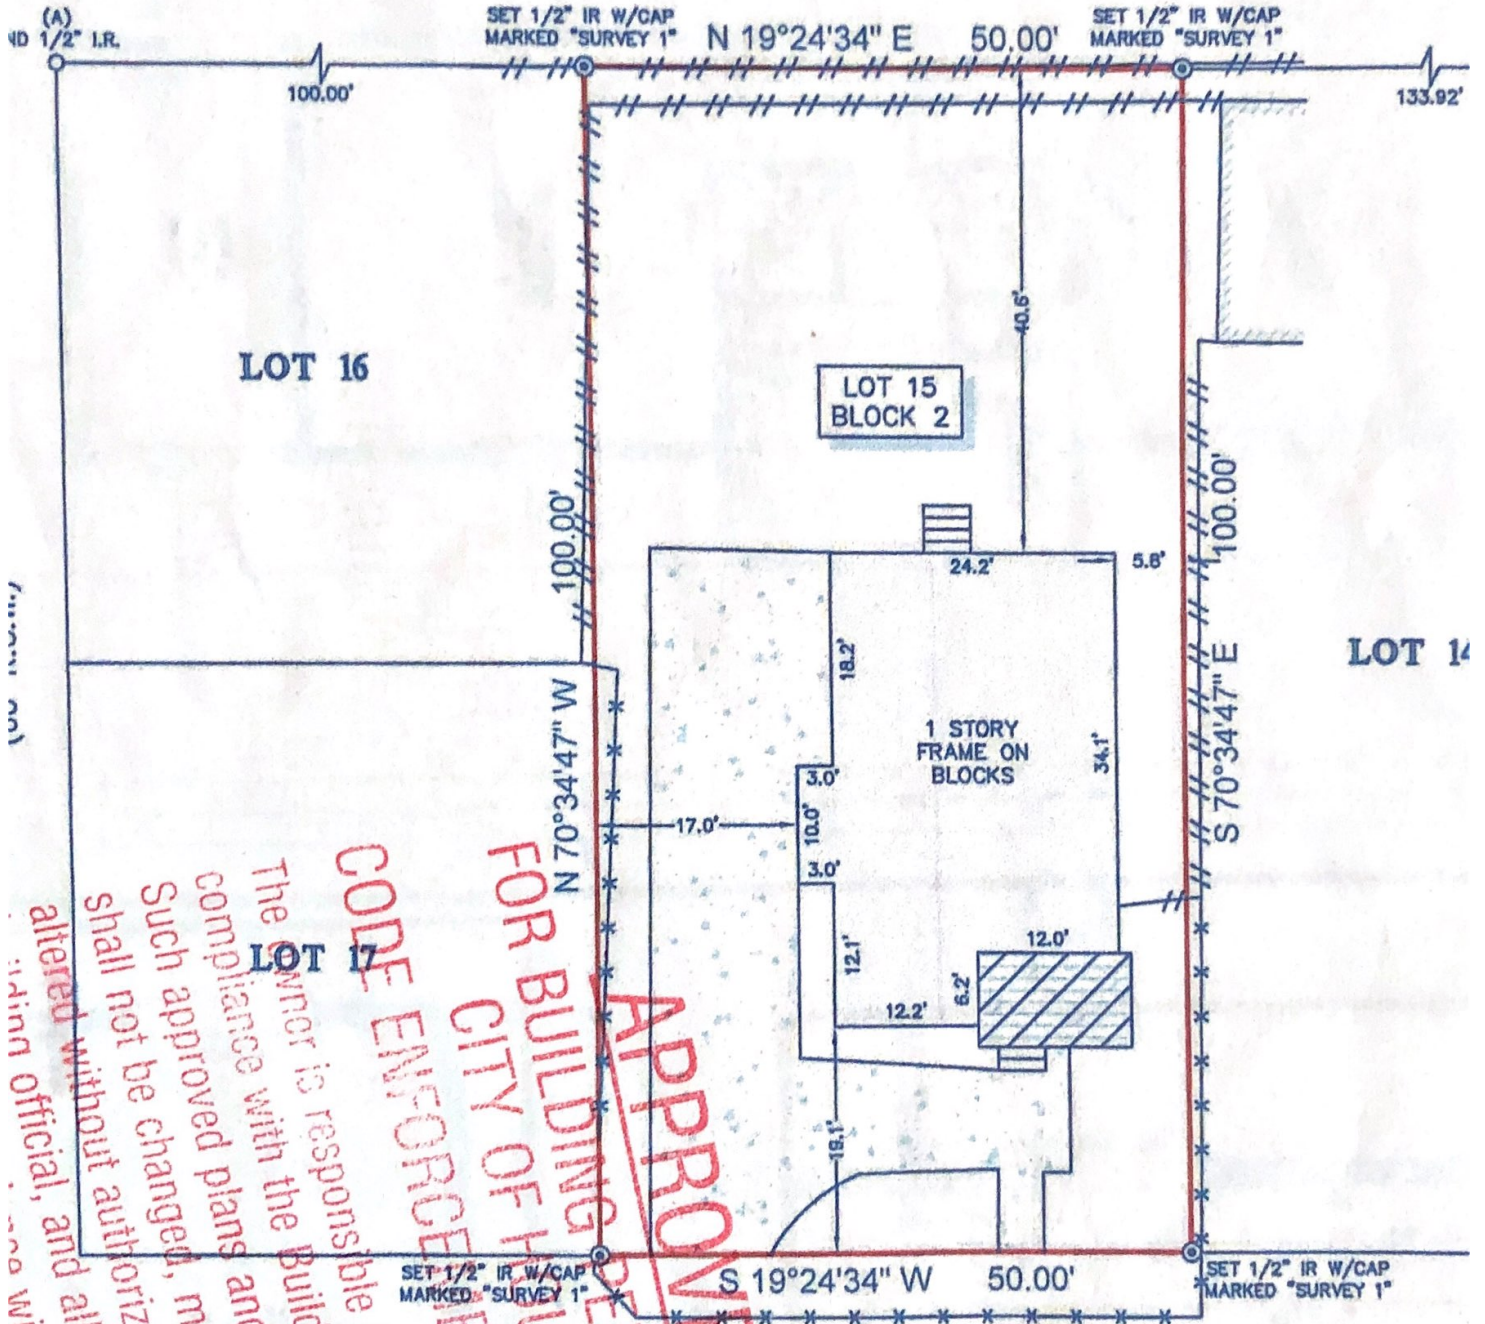 (A)
ND 1/2" I.R.
SET 1/2" IR W/CAP
MARKED "SURVEY 1"
N 19°24'34" E 50.00'
SET 1/2" IR W/CAP
MARKED "SURVEY 1"
100.00'
133.92'
40.6'
LOT 16
LOT 15
BLOCK 2
100.00'
N 70°34'47" W
100.00'
S 70°34'47" E
24.2'
5.8'
18.2'
LOT 14
1 STORY
FRAME ON
BLOCKS
34.1'
3.0'
17.0'
10.0'
3.0'
12.0'
12.1'
6.2'
12.2'
LOT 17
19.1'
APPROV
FOR BUILDING PE
CITY OF
CODE ENFORCEM
The owner is responsible
compliance with the Build
Such approved plans and
shall not be changed, m
altered without authoriz
ilding official, and al
SET 1/2" IR W/CAP
MARKED "SURVEY 1"
S 19°24'34" W 50.00'
SET 1/2" IR W/CAP
MARKED "SURVEY 1"